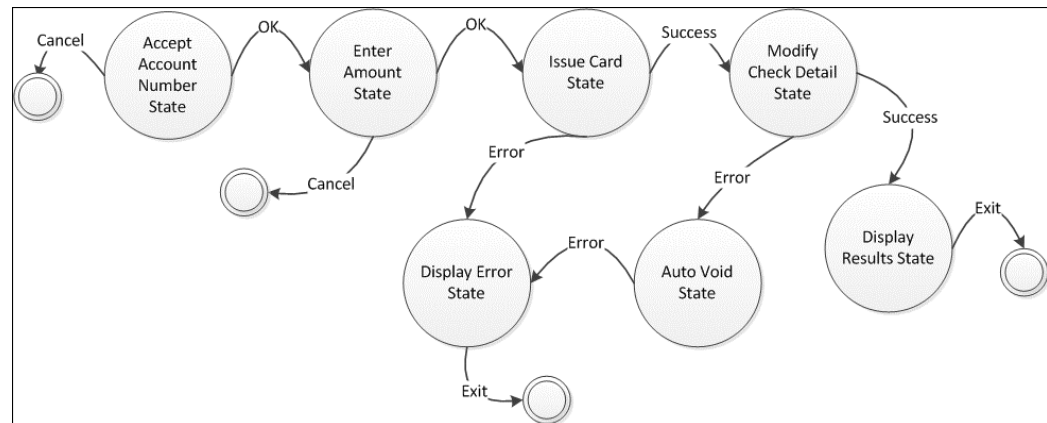 Cancel
Accept
Account
Number
State
OK
Enter
Amount
State
OK
Issue Card
State
Success
Modify
Check Detail
State
Success
Cancel
Error
Error
Display Error
State
Error
Auto Void
State
Display
Results State
Exit
Exit